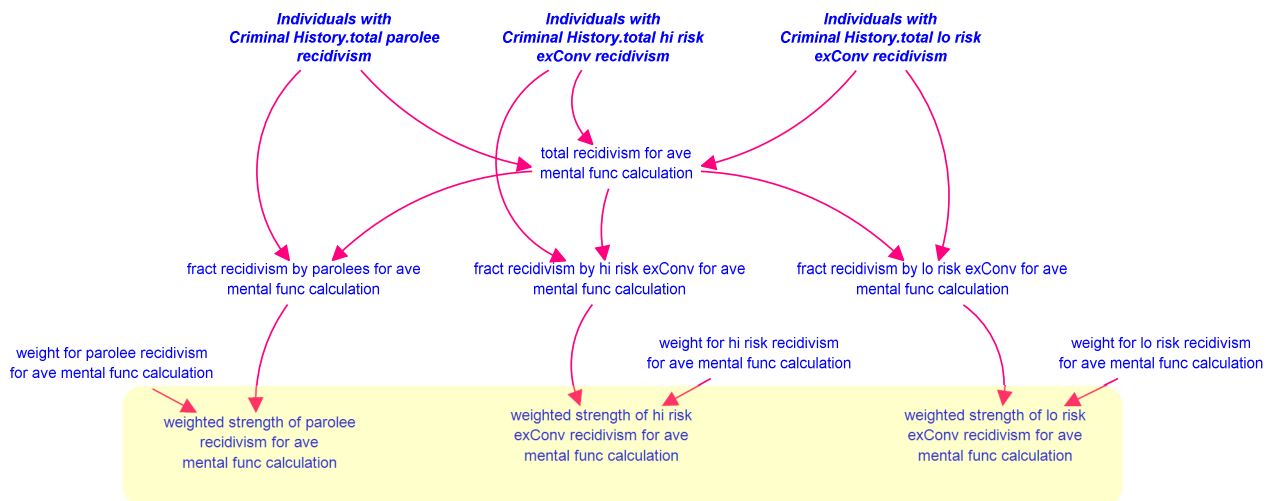 Individuals with
Criminal History.total parolee
recidivism
Individuals with
Criminal History.total hi risk
exConv recidivism
Individuals with
Criminal History.total lo risk
exConv recidivism
total recidivism for ave
mental func calculation
fract recidivism by parolees for ave
mental func calculation
fract recidivism by hi risk exConv for ave
mental func calculation
fract recidivism by lo risk exConv for ave
mental func calculation
weight for parolee recidivism
for ave mental func calculation
weight for hi risk recidivism
for ave mental func calculation
weight for lo risk recidivism
for ave mental func calculation
weighted strength of parolee
recidivism for ave
mental func calculation
weighted strength of hi risk
exConv recidivism for ave
mental func calculation
weighted strength of lo risk
exConv recidivism for ave
mental func calculation